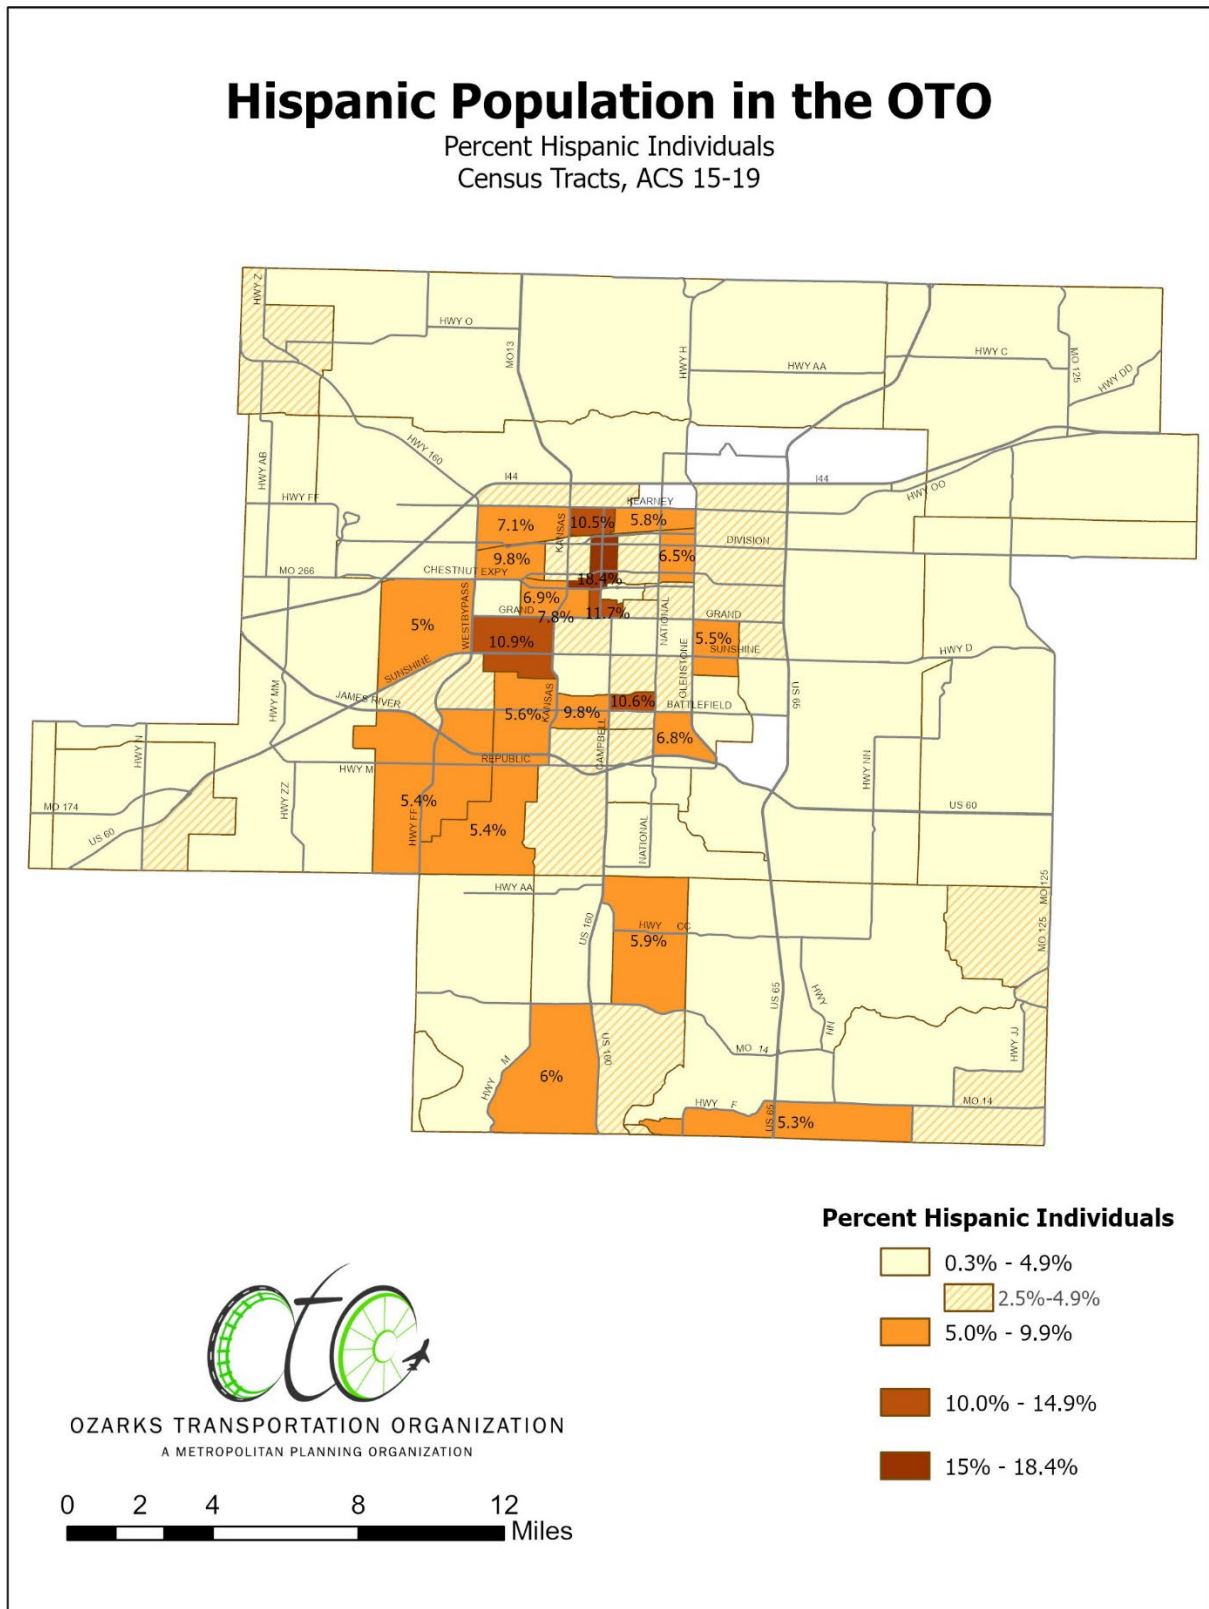 Hispanic Population in the OTO
Percent Hispanic Individuals
Census Tracts, ACS 15-19
HWY Z
HWY O
MO13
HWY H
HWY AA
HWY C
MO 125
HWY DD
HWY AB
HWY 160
I44
I44
HWY OO
HWY FF
KEARNEY
7.1%
KANSAS
10.5%
5.8%
DIVISION
9.8%
6.5%
MO 266
CHESTNUT EXPY
18.4%
6.9%
WESTBYPASS
GRAND
7.8%
11.7%
NATIONAL
GRAND
5%
10.9%
5.5%
SUNSHINE
GLENSTONE
HWY D
SUNSHINE
JAMES RIVER
HWY MM
KANSAS
5.6%
9.8%
10.6%
BATTLEFIELD
US 65
6.8%
CAMPBELL
HWY N
HWY M
REPUBLIC
HWY NN
MO 174
US 60
HWY ZZ
5.4%
HWY FF
5.4%
NATIONAL
US 60
HWY AA
MO 125
MO 125
US 160
HWY CC
5.9%
US 65
HWY NN
HWY JJ
HWY M
US 160
MO 14
6%
HWY F
US 65
5.3%
MO 14
Percent Hispanic Individuals
0.3% - 4.9%
2.5%-4.9%
5.0% - 9.9%
10.0% - 14.9%
15% - 18.4%
oto
OZARKS TRANSPORTATION ORGANIZATION
A METROPOLITAN PLANNING ORGANIZATION
0 2 4 8 12
Miles